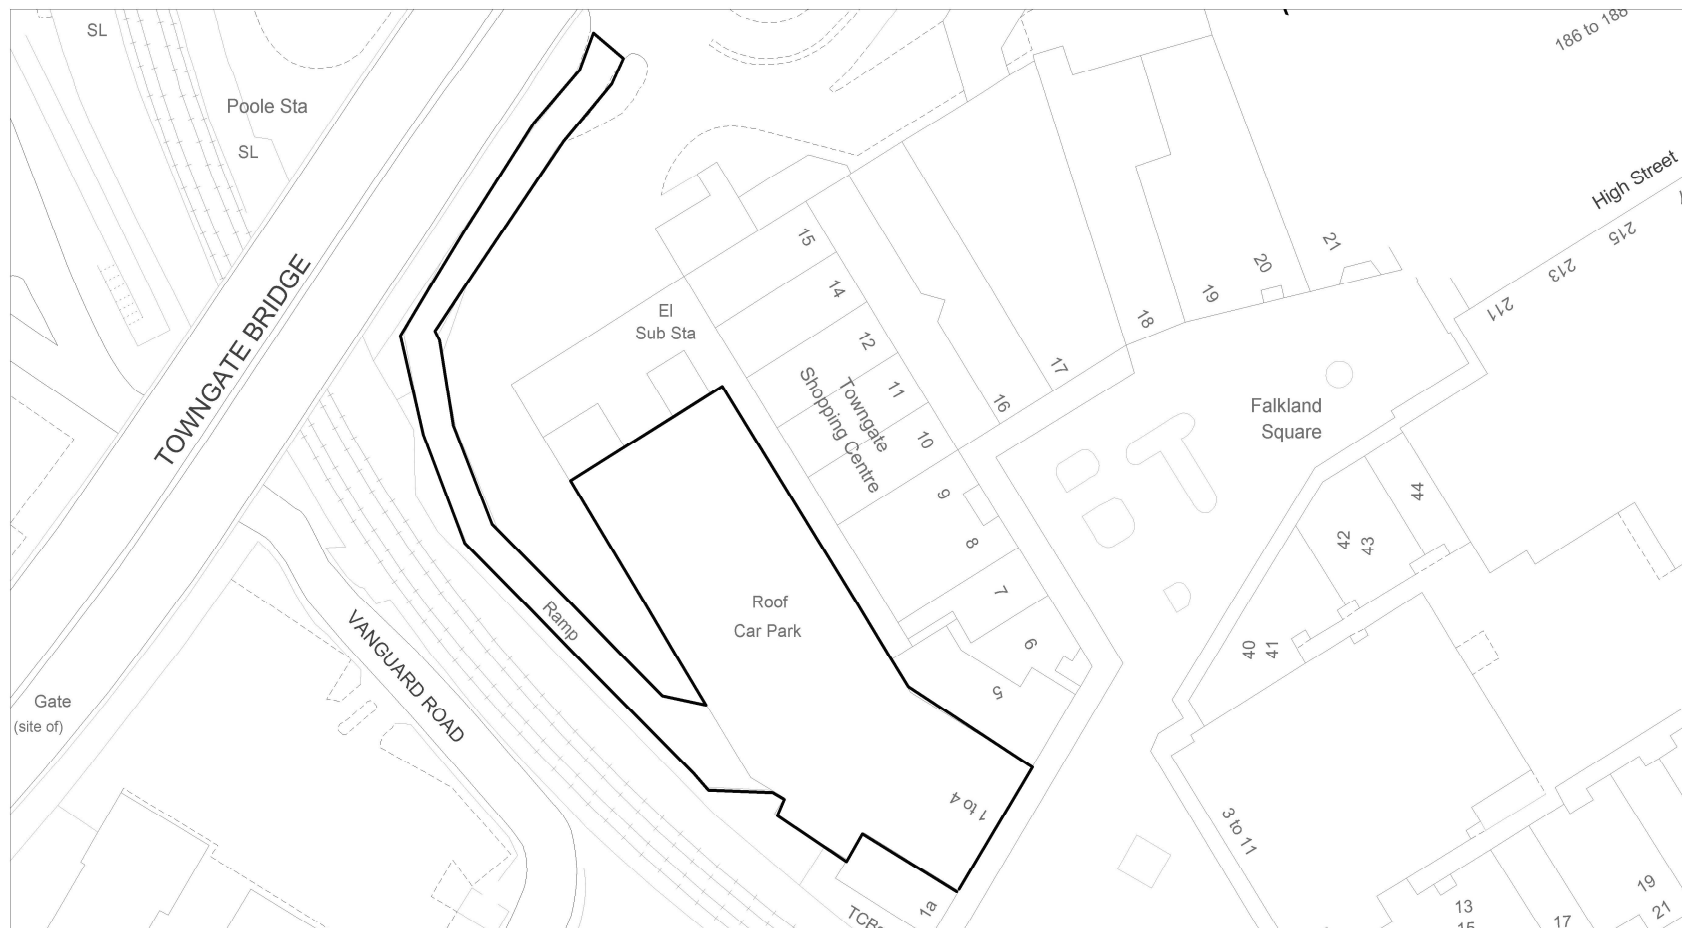 SL
186 to 188
Poole Sta
SL
High Street
15
21
215
20
213
14
19
211
El
Sub Sta
18
12
TOWNGATE BRIDGE
17
11
Towngate
Shopping Centre
16
Falkland
Square
10
9
44
42
43
8
7
Roof
Car Park
Ramp
6
40
41
VANGUARD ROAD
5
Gate
(site of)
1 to 4
3 to 11
1a
19
13
21
17
15